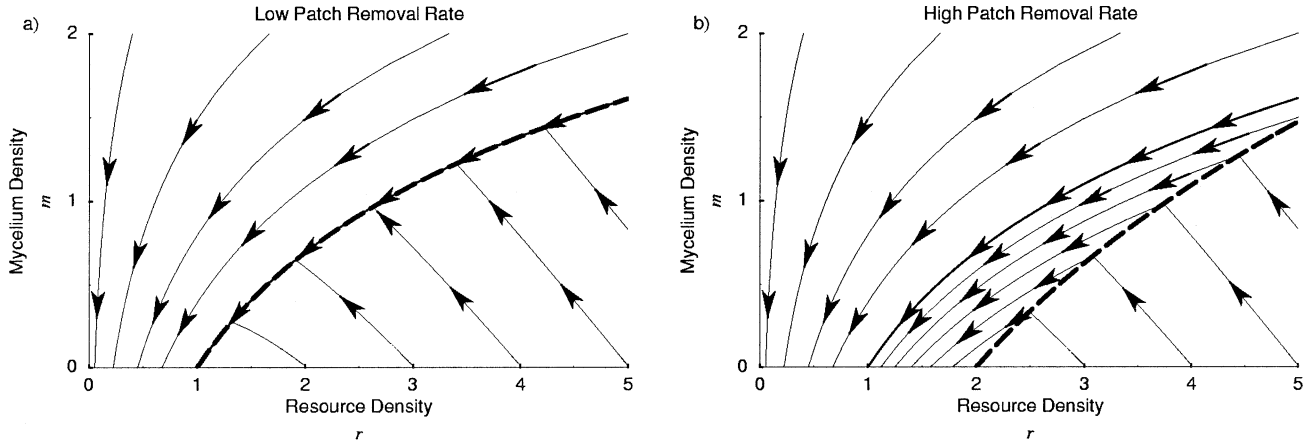 a)
Low Patch Removal Rate
2
1
0
Mycelium Density
m
0 1 2 3 4 5
Resource Density
r
b)
High Patch Removal Rate
2
1
0
Mycelium Density
m
0 1 2 3 4 5
Resource Density
r